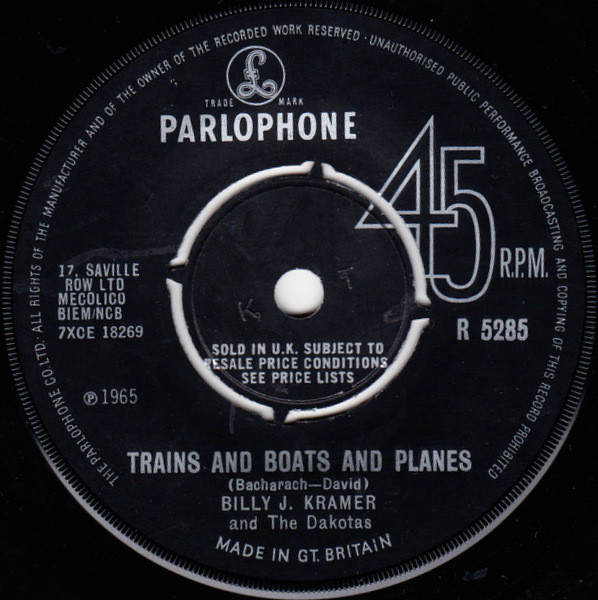 THE PARLOPHONE CO.LTD. ALL RIGHTS OF THE MANUFACTURER AND OF THE OWNER OF THE RECORDED WORK RESERVED · UNAUTHORISED PUBLIC PERFORMANCE BROADCASTING AND COPYING OF THIS RECORD PROHIBITED
£
TRADE MARK
PARLOPHONE
45
R.P.M.
17, SAVILLE
ROW LTD
MECOLICO
BIEM/NCB
7XCE 18269
R 5285
K T
SOLD IN U.K. SUBJECT TO
RESALE PRICE CONDITIONS
SEE PRICE LISTS
℗ 1965
TRAINS AND BOATS AND PLANES
(Bacharach—David)
BILLY J. KRAMER
and The Dakotas
MADE IN GT. BRITAIN